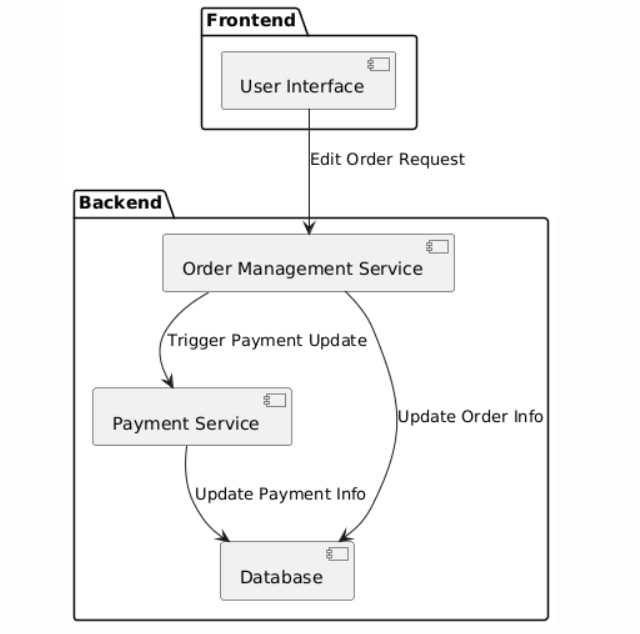 Frontend
User Interface
Edit Order Request
Backend
Order Management Service
Trigger Payment Update
Payment Service
Update Order Info
Update Payment Info
Database